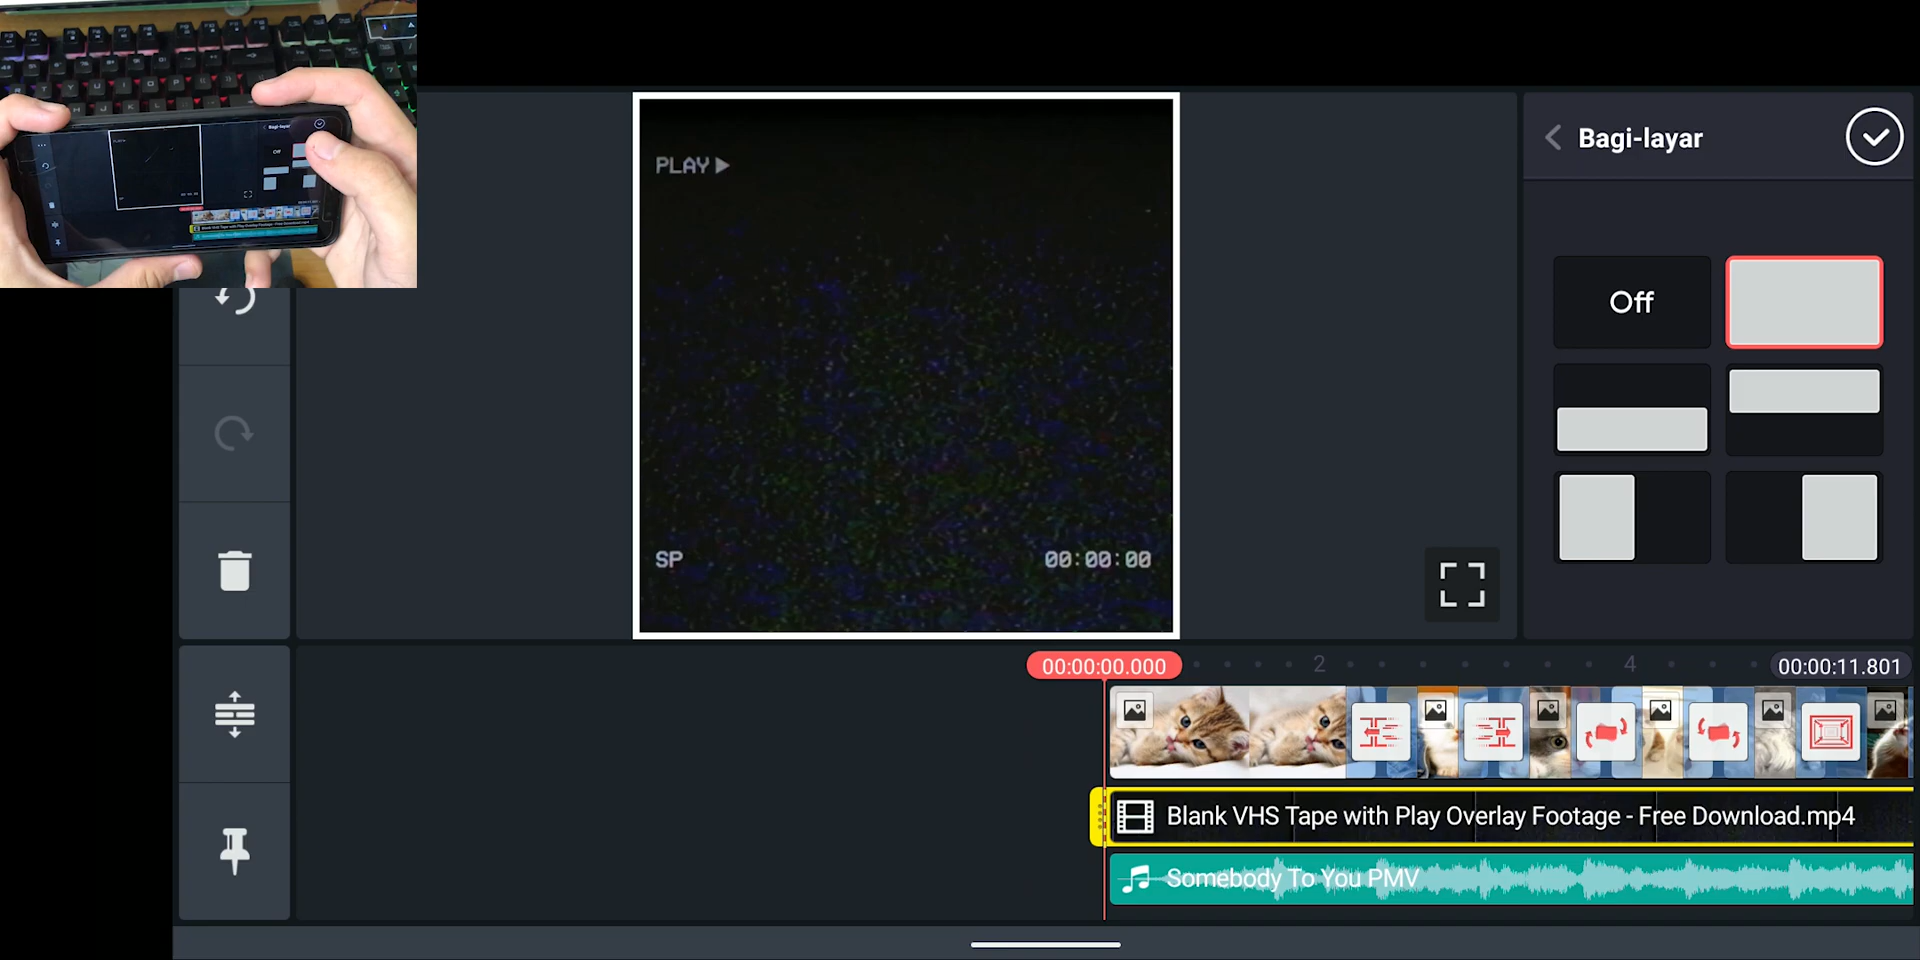 Bagi-layar
PLAY
Off
SP
00:00:00
00:00:00.000
2
4
00:00:11.801
Blank VHS Tape with Play Overlay Footage - Free Download.mp4
Somebody To You PMV